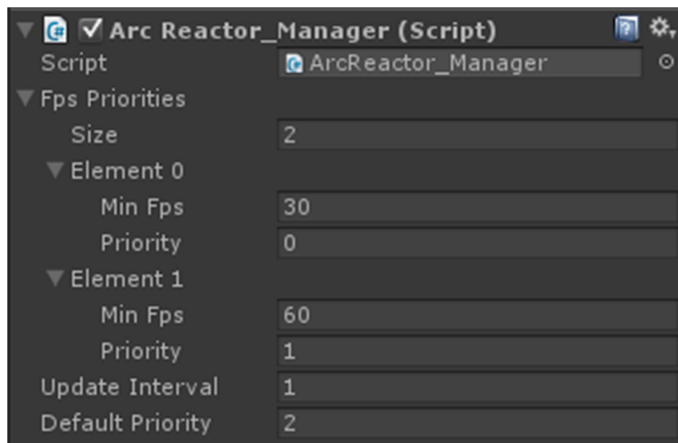 Arc Reactor_Manager (Script)
Script ArcReactor_Manager
Fps Priorities
Size 2
Element 0
Min Fps 30
Priority 0
Element 1
Min Fps 60
Priority 1
Update Interval 1
Default Priority 2